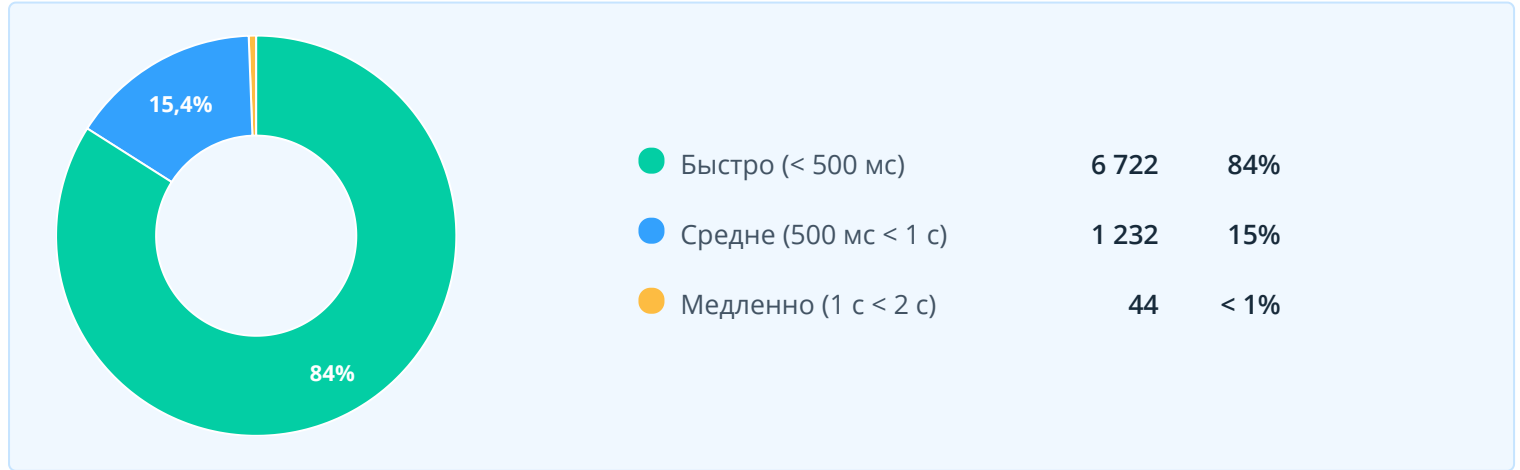 15,4%
84%
Быстро (< 500 мс) 6 722 84%
Средне (500 мс < 1 с) 1 232 15%
Медленно (1 с < 2 с) 44 < 1%